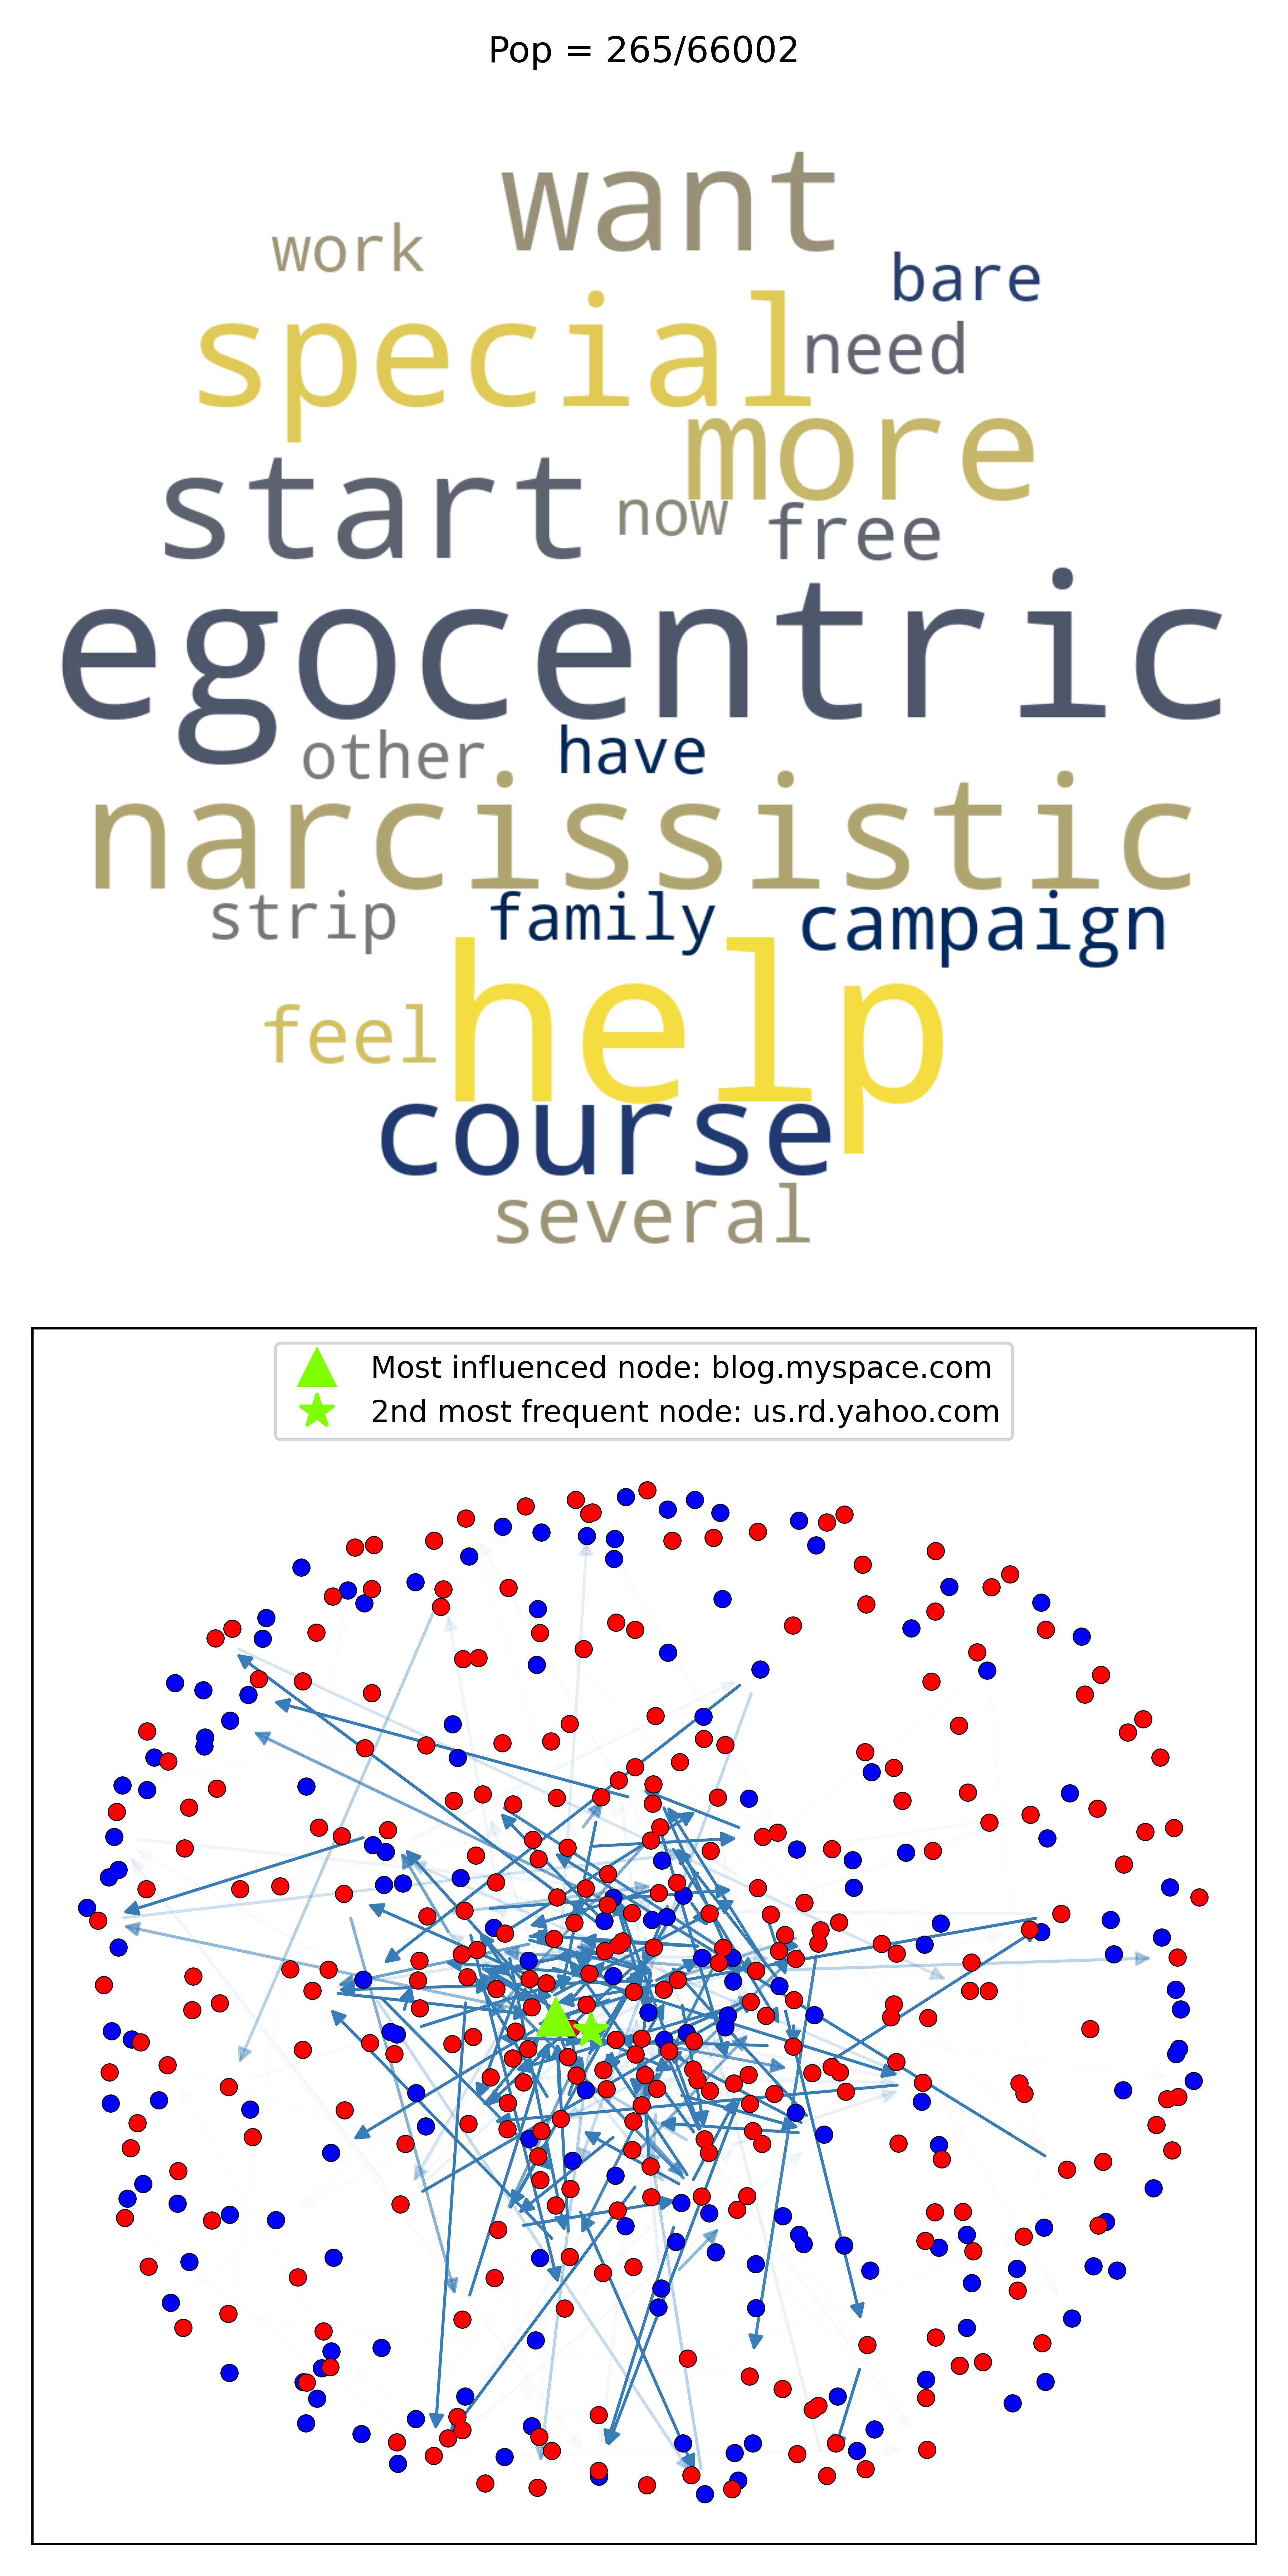 Pop = 265/66002
want
work
bare
special
need
more
start
now
free
egocentric
other
have
narcissistic
strip
family
campaign
help
feel
course
several
Most influenced node: blog.myspace.com
2nd most frequent node: us.rd.yahoo.com